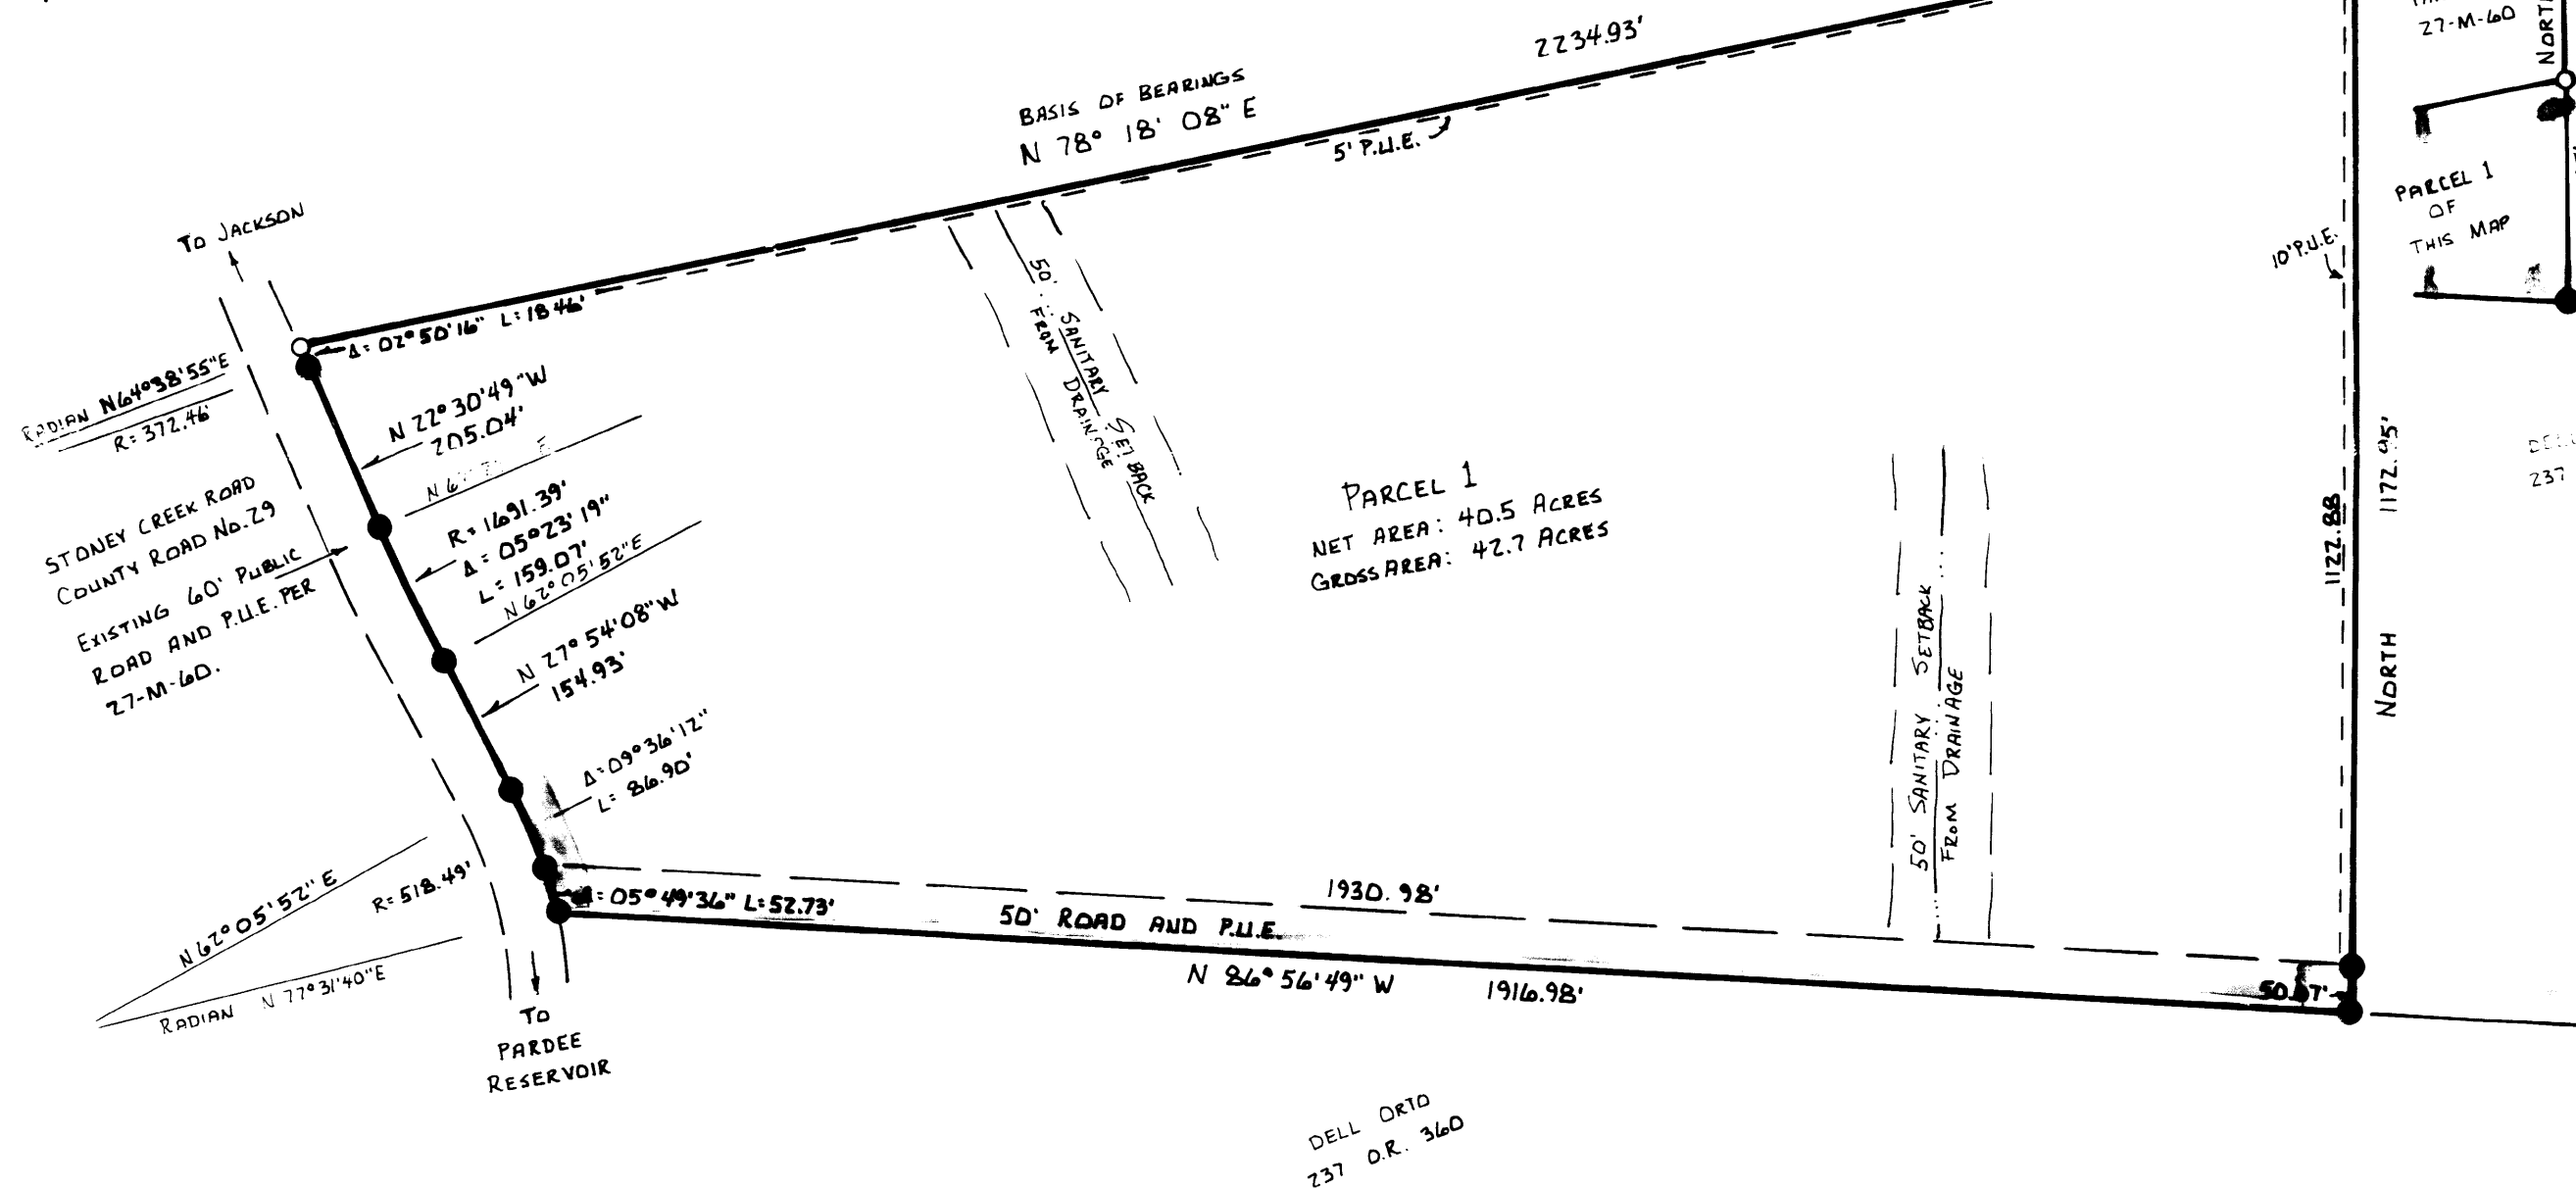 2234.93'
BASIS OF BEARINGS
N 78° 18' 08" E
5' P.U.E.
27-M-60
PARCEL 1
OF
THIS MAP
10' P.U.E.
TO JACKSON
Δ= 02° 50' 16" L= 18.46'
RADIAN N64°38'55"E
R= 372.46'
N 22° 30' 49" W
205.04'
R= 1691.39'
Δ= 05° 23' 19"
L= 159.07'
N 62° 05' 52" E
STONEY CREEK ROAD
COUNTY ROAD No. 29
EXISTING 60' PUBLIC
ROAD AND P.U.E. PER
27-M-60.
N 27° 54' 08" W
154.93'
Δ= 09° 36' 12"
L= 86.90'
50' SANITARY SETBACK
FROM DRAINAGE
PARCEL 1
NET AREA: 40.5 ACRES
GROSS AREA: 42.7 ACRES
50' SANITARY SETBACK
FROM DRAINAGE
1122.88
NORTH 1172.95'
237
N 62° 05' 52" E
R= 518.49'
RADIAN N 77° 31' 40" E
Δ= 05° 49' 36" L= 52.73'
1930.98'
50' ROAD AND P.U.E.
N 86° 56' 49" W 1916.98'
TO
PARDEE
RESERVOIR
DELL ORTO
237 O.R. 360